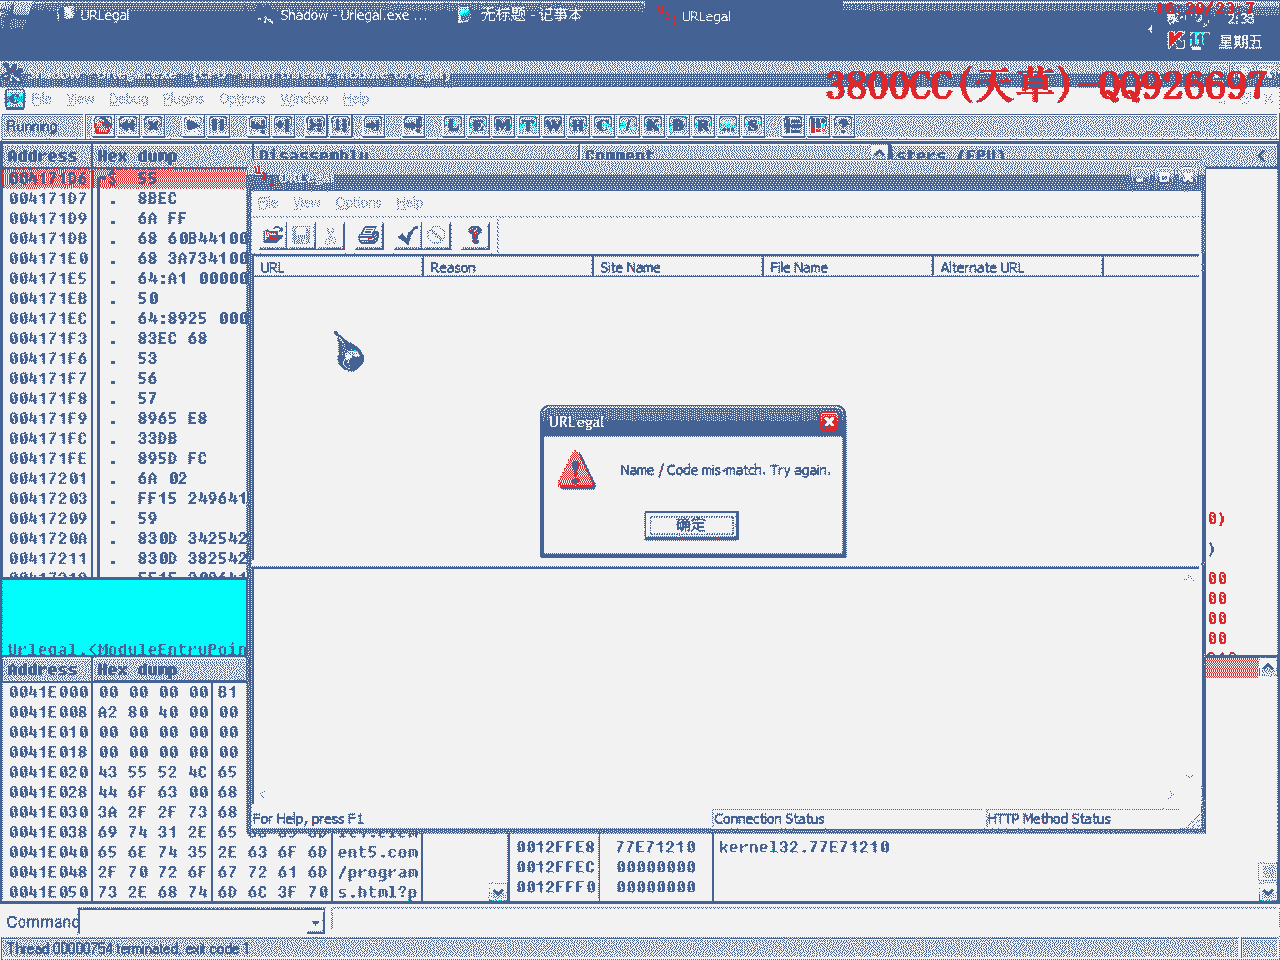 URLegal
Shadow - Urlegal.exe ...
无标题 - 记事本
URLegal
2:38
星期五
3800CC(天草)-QQ926697
File View Debug Plugins Options Window Help
Running
L E M T W H C / K B R ... S
Address Hex dump Disassembly Comment
sters (FPU)
004171D6 55
004171D7 . 8BEC
004171D9 . 6A FF
004171DB . 68 60B44100
004171E0 . 68 3A734100
004171E5 . 64:A1 00000
004171EB . 50
004171EC . 64:8925 000
004171F3 . 83EC 68
004171F6 . 53
004171F7 . 56
004171F8 . 57
004171F9 . 8965 E8
004171FC . 33DB
004171FE . 895D FC
00417201 . 6A 02
00417203 . FF15 249641
00417209 . 59
0041720A . 830D 342542
00417211 . 830D 382542
Urlegal.<ModuleEntryPoin
File View Options Help
URL Reason Site Name File Name Alternate URL
URLegal
Name / Code mis-match. Try again.
确定
For Help, press F1 Connection Status HTTP Method Status
0)
)
00
00
00
00
Address Hex dump
0041E000 00 00 00 00 B1
0041E008 A2 80 40 00 00
0041E010 00 00 00 00 00
0041E018 00 00 00 00 00
0041E020 43 55 52 4C 65
0041E028 44 6F 63 00 68
0041E030 3A 2F 2F 73 68
0041E038 69 74 31 2E 65
0041E040 65 6E 74 35 2E 63 6F 6D ent5.com
0041E048 2F 70 72 6F 67 72 61 6D /program
0041E050 73 2E 68 74 6D 6C 3F 70 s.html?p
0012FFE8 77E71210 kernel32.77E71210
0012FFEC 00000000
0012FFF0 00000000
Command
Thread 00000754 terminated, exit code 1